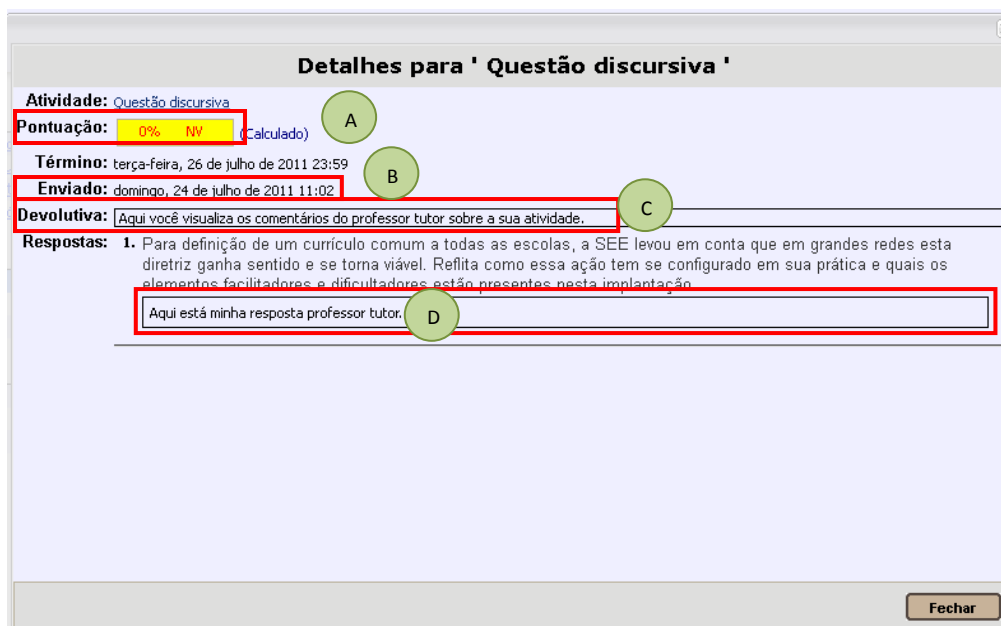 Detalhes para ' Questão discursiva '
Atividade: Questão discursiva
A
Pontuação: 0% NV (Calculado)
Término: terça-feira, 26 de julho de 2011 23:59
B
Enviado: domingo, 24 de julho de 2011 11:02
C
Devolutiva: Aqui você visualiza os comentários do professor tutor sobre a sua atividade.
Respostas: 1. Para definição de um currículo comum a todas as escolas, a SEE levou em conta que em grandes redes esta
diretriz ganha sentido e se torna viável. Reflita como essa ação tem se configurado em sua prática e quais os
elementos facilitadores e dificultadores estão presentes nesta implantação.
Aqui está minha resposta professor tutor.
D
Fechar